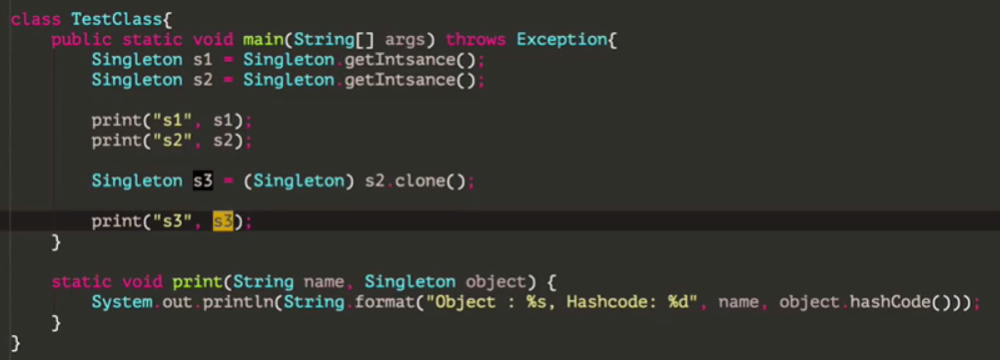 class TestClass{
    public static void main(String[] args) throws Exception{
        Singleton s1 = Singleton.getIntsance();
        Singleton s2 = Singleton.getIntsance();
        print("s1", s1);
        print("s2", s2);
        Singleton s3 = (Singleton) s2.clone();
        print("s3", s3);
    }
    static void print(String name, Singleton object) {
        System.out.println(String.format("Object : %s, Hashcode: %d", name, object.hashCode()));
    }
}